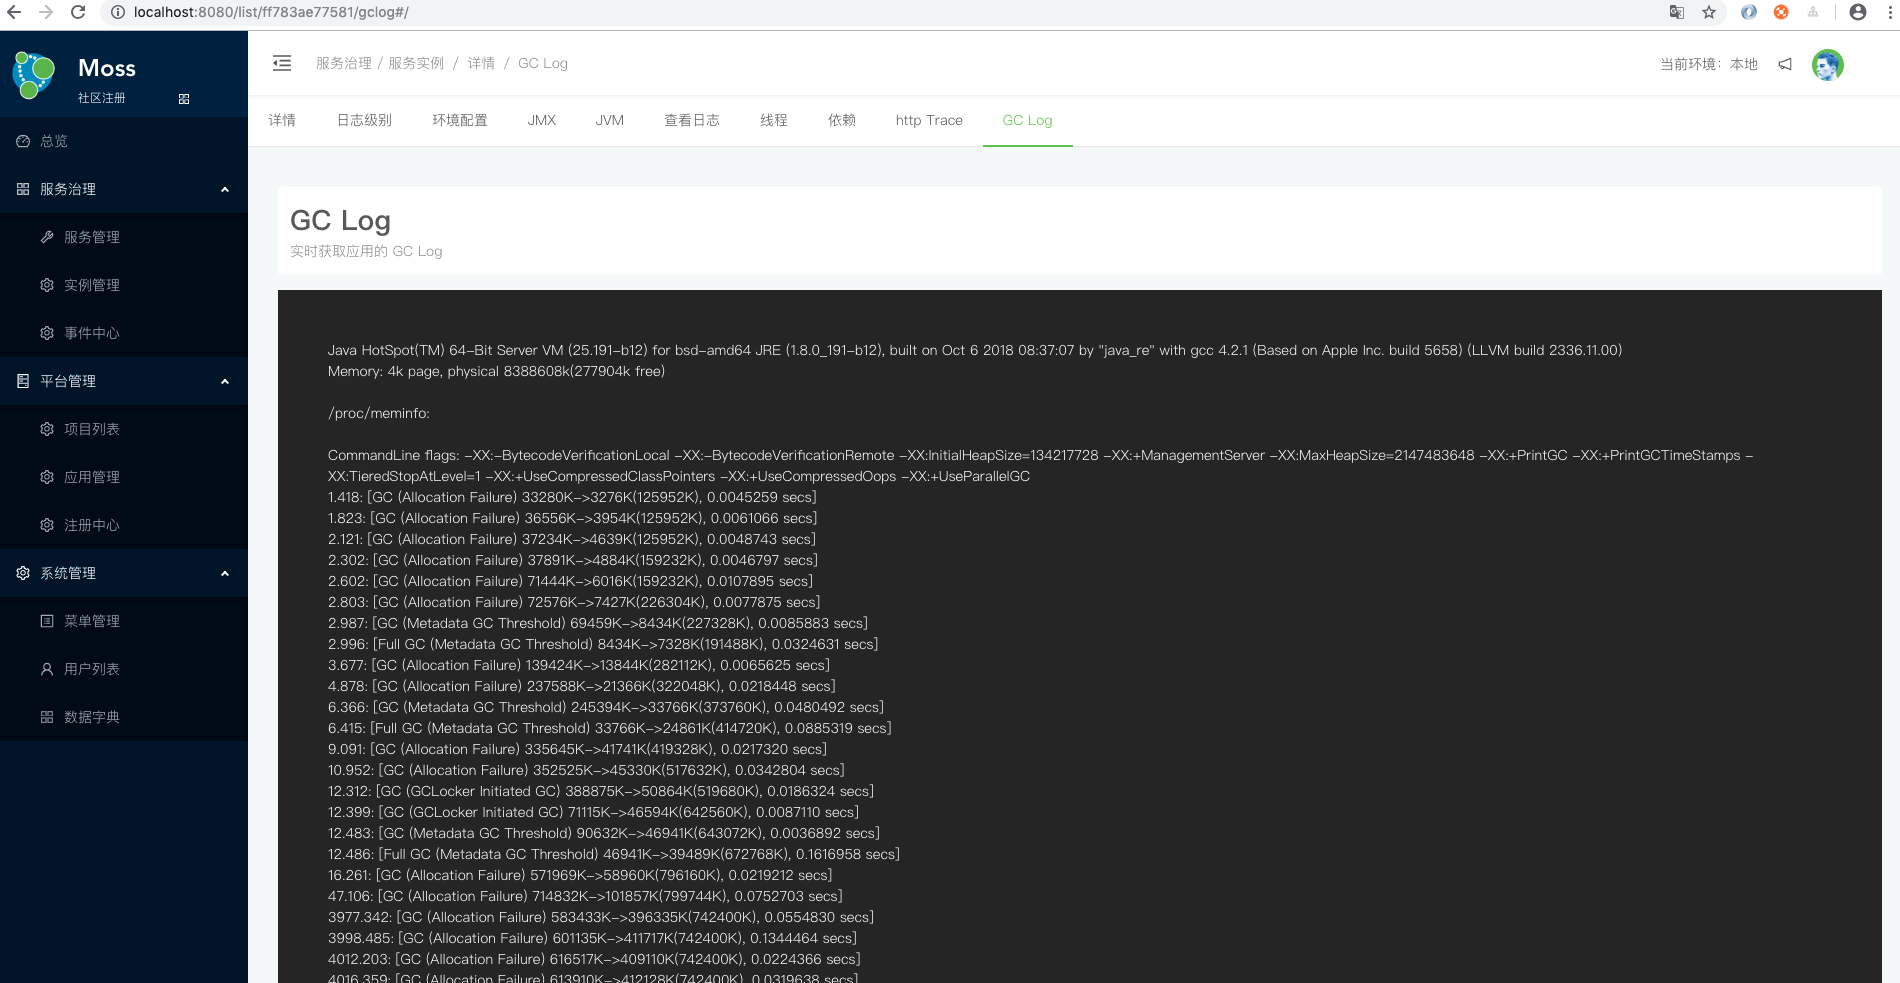 localhost:8080/list/ff783ae77581/gclog#/
Moss
社区注册
总览
服务治理
服务管理
实例管理
事件中心
平台管理
项目列表
应用管理
注册中心
系统管理
菜单管理
用户列表
数据字典
服务治理 / 服务实例 / 详情 / GC Log
当前环境: 本地
详情 日志级别 环境配置 JMX JVM 查看日志 线程 依赖 http Trace GC Log
GC Log
实时获取应用的 GC Log
Java HotSpot(TM) 64-Bit Server VM (25.191-b12) for bsd-amd64 JRE (1.8.0_191-b12), built on Oct 6 2018 08:37:07 by "java_re" with gcc 4.2.1 (Based on Apple Inc. build 5658) (LLVM build 2336.11.00)
Memory: 4k page, physical 8388608k(277904k free)
/proc/meminfo:
CommandLine flags: -XX:-BytecodeVerificationLocal -XX:-BytecodeVerificationRemote -XX:InitialHeapSize=134217728 -XX:+ManagementServer -XX:MaxHeapSize=2147483648 -XX:+PrintGC -XX:+PrintGCTimeStamps -
XX:TieredStopAtLevel=1 -XX:+UseCompressedClassPointers -XX:+UseCompressedOops -XX:+UseParallelGC
1.418: [GC (Allocation Failure) 33280K->3276K(125952K), 0.0045259 secs]
1.823: [GC (Allocation Failure) 36556K->3954K(125952K), 0.0061066 secs]
2.121: [GC (Allocation Failure) 37234K->4639K(125952K), 0.0048743 secs]
2.302: [GC (Allocation Failure) 37891K->4884K(159232K), 0.0046797 secs]
2.602: [GC (Allocation Failure) 71444K->6016K(159232K), 0.0107895 secs]
2.803: [GC (Allocation Failure) 72576K->7427K(226304K), 0.0077875 secs]
2.987: [GC (Metadata GC Threshold) 69459K->8434K(227328K), 0.0085883 secs]
2.996: [Full GC (Metadata GC Threshold) 8434K->7328K(191488K), 0.0324631 secs]
3.677: [GC (Allocation Failure) 139424K->13844K(282112K), 0.0065625 secs]
4.878: [GC (Allocation Failure) 237588K->21366K(322048K), 0.0218448 secs]
6.366: [GC (Metadata GC Threshold) 245394K->33766K(373760K), 0.0480492 secs]
6.415: [Full GC (Metadata GC Threshold) 33766K->24861K(414720K), 0.0885319 secs]
9.091: [GC (Allocation Failure) 335645K->41741K(419328K), 0.0217320 secs]
10.952: [GC (Allocation Failure) 352525K->45330K(517632K), 0.0342804 secs]
12.312: [GC (GCLocker Initiated GC) 388875K->50864K(519680K), 0.0186324 secs]
12.399: [GC (GCLocker Initiated GC) 71115K->46594K(642560K), 0.0087110 secs]
12.483: [GC (Metadata GC Threshold) 90632K->46941K(643072K), 0.0036892 secs]
12.486: [Full GC (Metadata GC Threshold) 46941K->39489K(672768K), 0.1616958 secs]
16.261: [GC (Allocation Failure) 571969K->58960K(796160K), 0.0219212 secs]
47.106: [GC (Allocation Failure) 714832K->101857K(799744K), 0.0752703 secs]
3977.342: [GC (Allocation Failure) 583433K->396335K(742400K), 0.0554830 secs]
3998.485: [GC (Allocation Failure) 601135K->411717K(742400K), 0.1344464 secs]
4012.203: [GC (Allocation Failure) 616517K->409110K(742400K), 0.0224366 secs]
4016.359: [GC (Allocation Failure) 613910K->412128K(742400K), 0.0319638 secs]